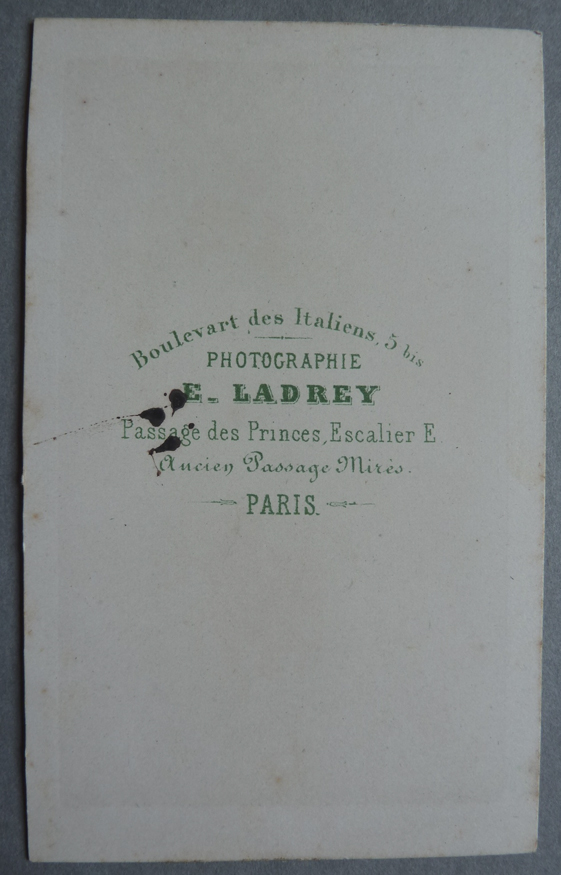 Boulevart des Italiens, 5 bis
PHOTOGRAPHIE
E. LADREY
Passage des Princes, Escalier E
Ancien Passage Mirès.
PARIS.